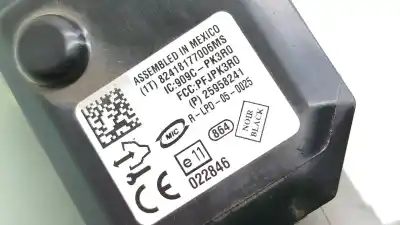 ASSEMBLED IN MEXICO
(1T) 82418177006MS
IC:909C-PK3R0
FCC:PFJPK3R0
(P) 25958241
R-LPD-05-0025
MIC
864
NOIR
BLACK
e11
CE
022846